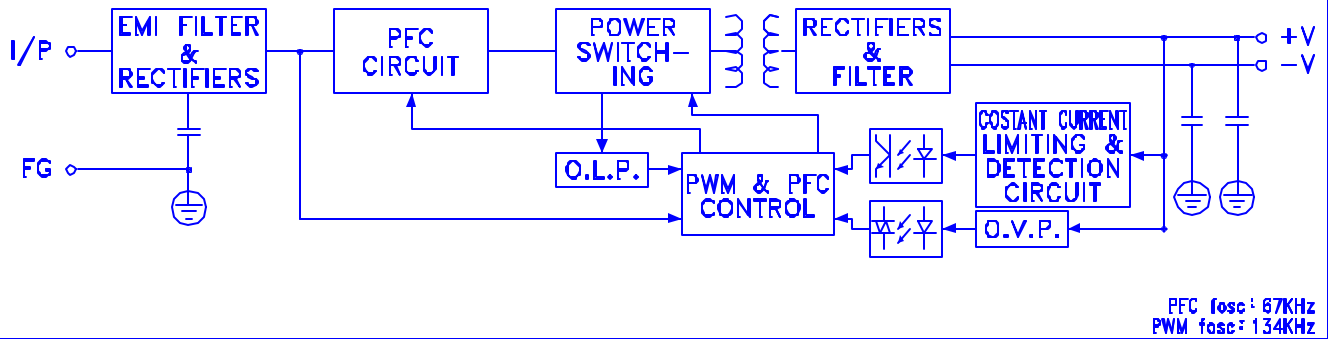 I/P
EMI FILTER
&
RECTIFIERS
PFC
CIRCUIT
POWER
SWITCH-
ING
RECTIFIERS
&
FILTER
+V
-V
FG
O.L.P.
PWM & PFC
CONTROL
COSTANT CURRENT
LIMITING &
DETECTION
CIRCUIT
O.V.P.
PFC fosc: 67KHz
PWM fosc: 134KHz